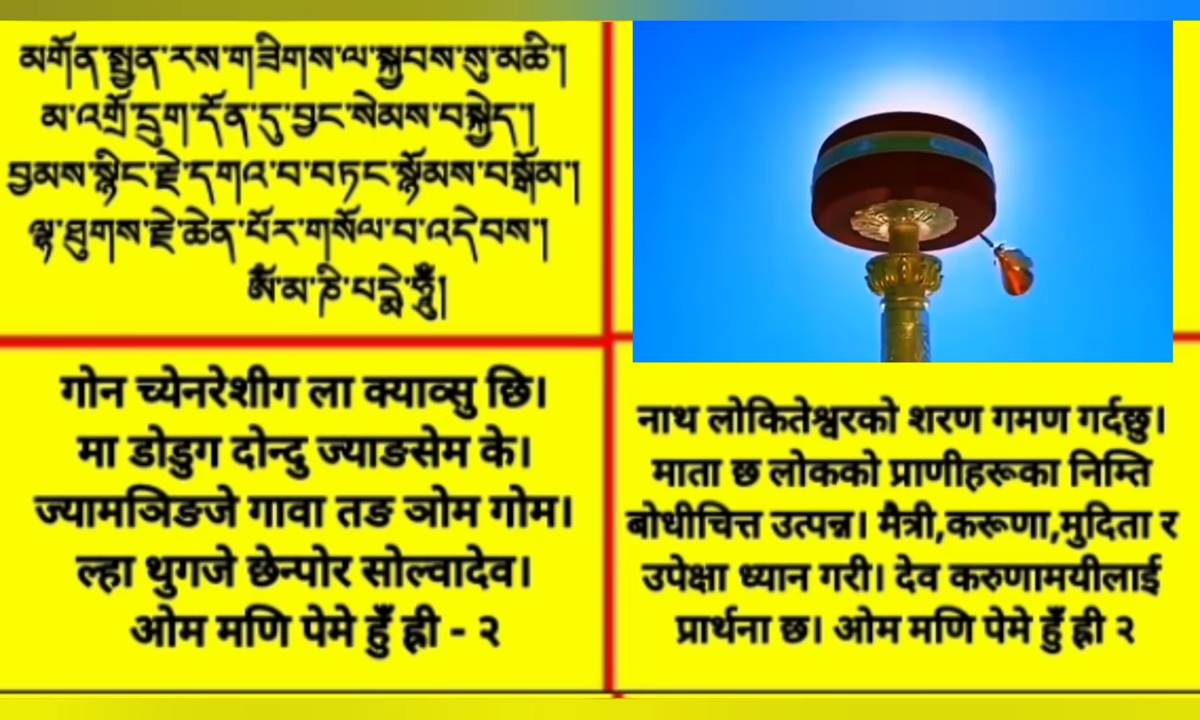 མགོན་སྤྱན་རས་གཟིགས་ལ་སྐྱབས་སུ་མཆི།
མ་འགྲོ་དྲུག་དོན་དུ་བྱང་སེམས་བསྐྱེད།
བྱམས་སྙིང་རྗེ་དགའ་བ་བཏང་སྙོམས་བསྒོམ།
ལྷ་ཐུགས་རྗེ་ཆེན་པོར་གསོལ་བ་འདེབས།
ཨོཾ་མ་ཎི་པདྨེ་ཧཱུྃ།
गोन च्येनरेशीग ला क्याव्सु छि।
मा डोडुग दोन्दु ज्याङसेम के।
ज्यामञिङजे गावा तङ ञोम गोम।
ल्हा थुगजे छेन्पोर सोल्वादेव।
ओम मणि पेमे हुँ ह्री - २
नाथ लोकितेश्वरको शरण गमण गर्दछु।
माता छ लोकको प्राणीहरूका निम्ति
बोधीचित्त उत्पन्न। मैत्री,करूणा,मुदिता र
उपेक्षा ध्यान गरी। देव करुणामयीलाई
प्रार्थना छ। ओम मणि पेमे हुँ ह्री २